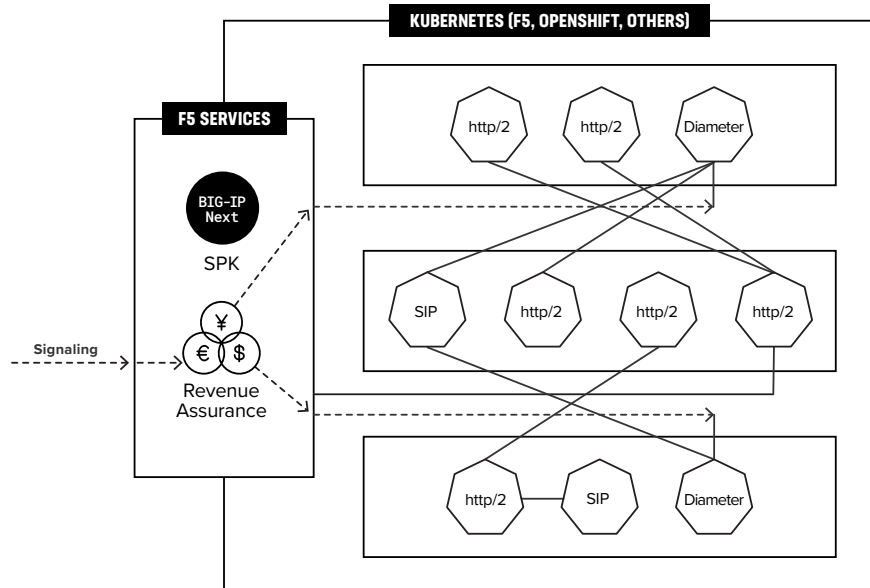 KUBERNETES (F5, OPENSHIFT, OTHERS)
F5 SERVICES
http/2
http/2
Diameter
BIG-IP
Next
SPK
SIP
http/2
http/2
http/2
Signaling
¥
€
$
Revenue
Assurance
http/2
SIP
Diameter